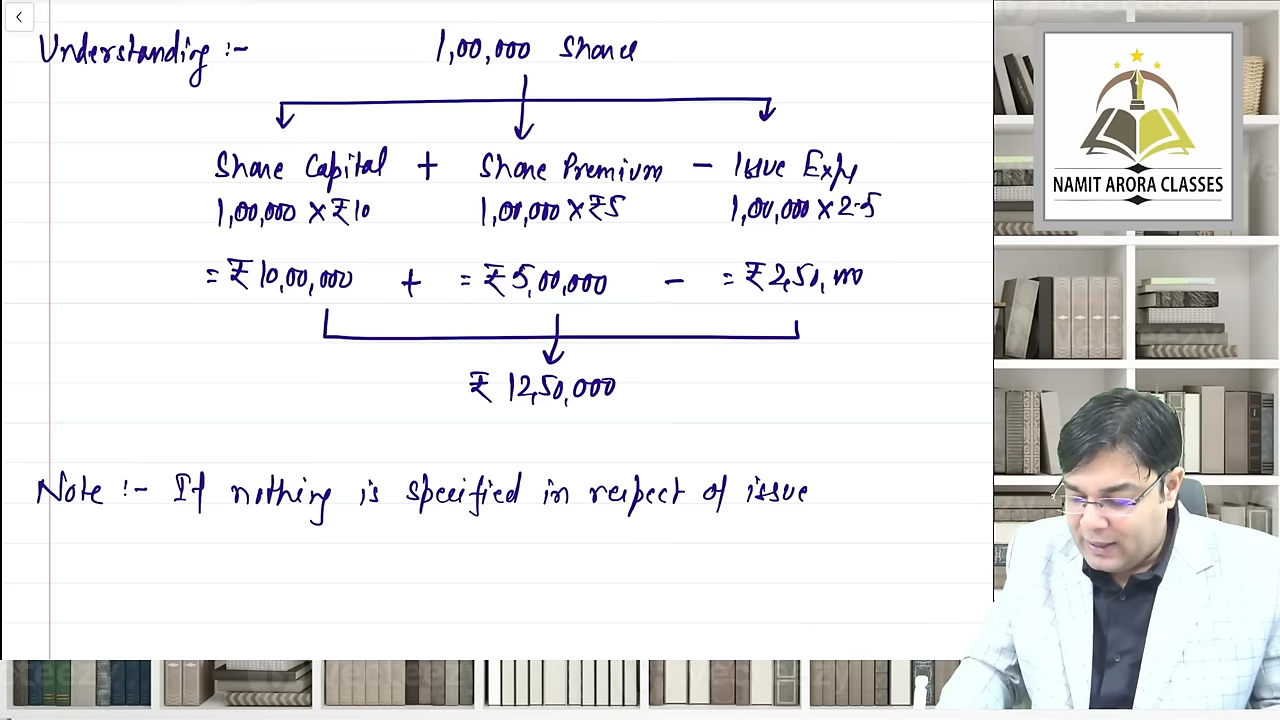 Understanding :-
1,00,000 Share
Share Capital + Share Premium - Issue Exp.
1,00,000 × ₹10 1,00,000 × ₹5 1,00,000 × 2.5
= ₹10,00,000 + = ₹5,00,000 - = ₹2,50,000
₹ 12,50,000
Note :- If nothing is specified in respect of issue
NAMIT ARORA CLASSES